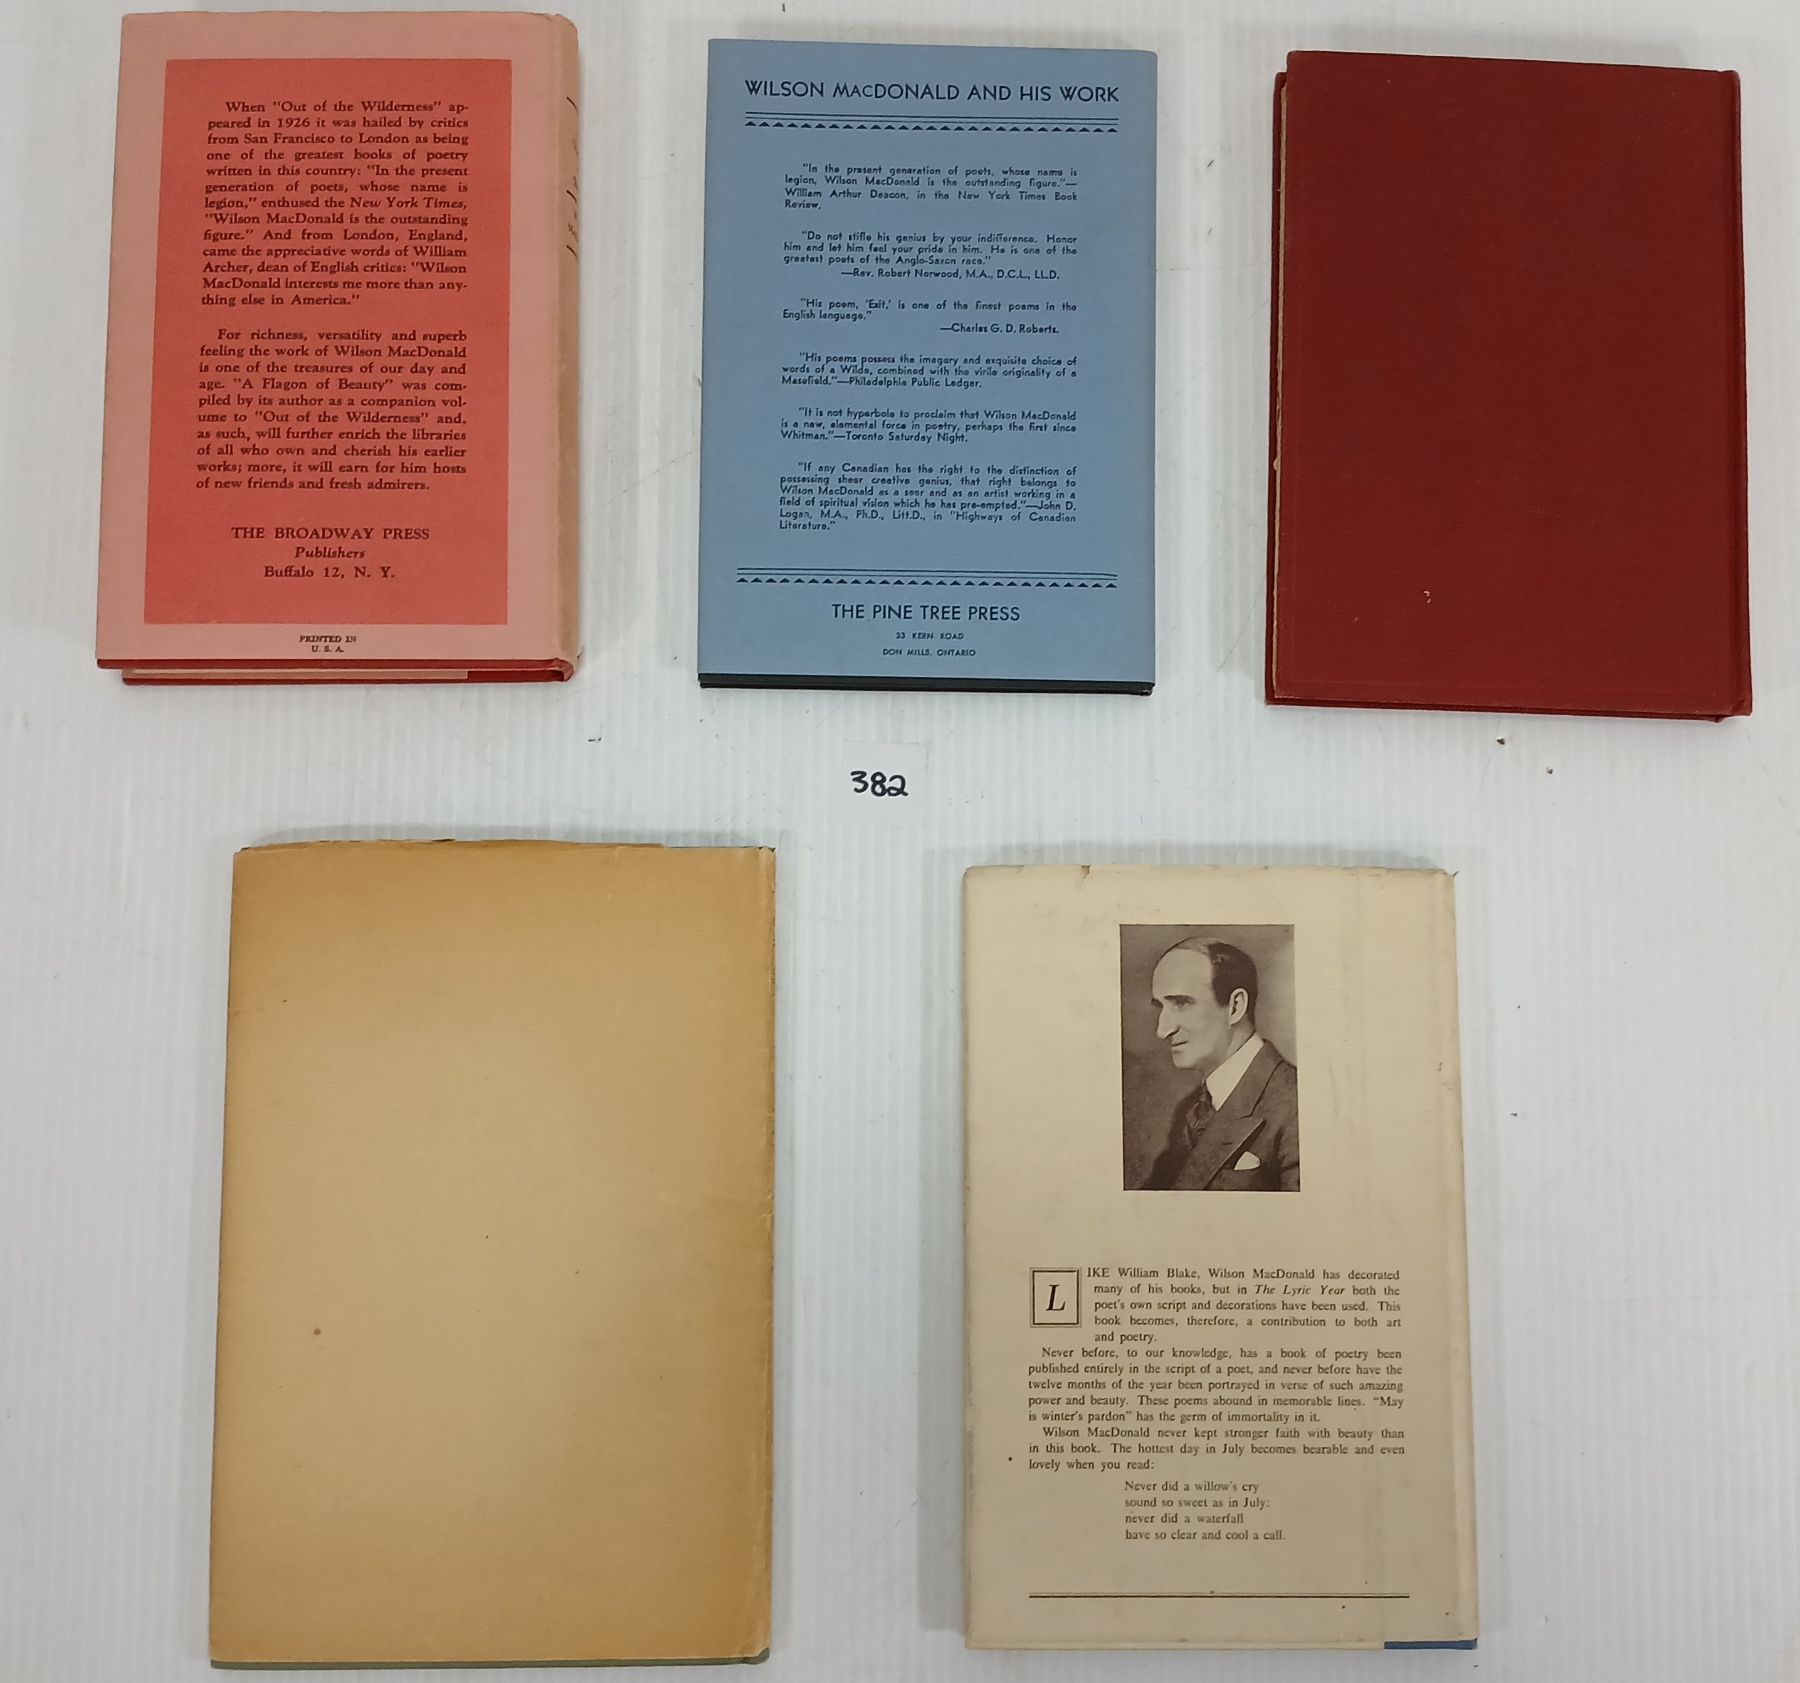 When "Out of the Wilderness" ap-
peared in 1926 it was hailed by critics
from San Francisco to London as being
one of the greatest books of poetry
written in this country: "In the present
generation of poets, whose name is
legion," enthused the New York Times,
"Wilson MacDonald is the outstanding
figure." And from London, England,
came the appreciative words of William
Archer, dean of English critics: "Wilson
MacDonald interests me more than any-
thing else in America."
For richness, versatility and superb
feeling the work of Wilson MacDonald
is one of the treasures of our day and
age. "A Flagon of Beauty" was com-
piled by its author as a companion vol-
ume to "Out of the Wilderness" and,
as such, will further enrich the libraries
of all who own and cherish his earlier
works; more, it will earn for him hosts
of new friends and fresh admirers.
THE BROADWAY PRESS
Publishers
Buffalo 12, N. Y.
PRINTED IN
U. S. A.
WILSON MACDONALD AND HIS WORK
"In the present generation of poets, whose name is
legion, Wilson MacDonald is the outstanding figure."—
William Arthur Deacon, in the New York Times Book
Review.
"Do not stifle his genius by your indifference. Honor
him and let him feel your pride in him. He is one of the
greatest poets of the Anglo-Saxon race."
—Rev. Robert Norwood, M.A., D.C.L., LL.D.
"His poem, 'Exit,' is one of the finest poems in the
English language."
—Charles G. D. Roberts.
"His poems possess the imagery and exquisite choice of
words of a Wilde, combined with the virile originality of a
Masefield."—Philadelphia Public Ledger.
"It is not hyperbole to proclaim that Wilson MacDonald
is a new, elemental force in poetry, perhaps the first since
Whitman."—Toronto Saturday Night.
"If any Canadian has the right to the distinction of
possessing sheer creative genius, that right belongs to
Wilson MacDonald as a seer and as an artist working in a
field of spiritual vision which he has pre-empted."—John D.
Logan, M.A., Ph.D., Litt.D., in "Highways of Canadian
Literature."
THE PINE TREE PRESS
33 KERN ROAD
DON MILLS, ONTARIO
382
LIKE William Blake, Wilson MacDonald has decorated
many of his books, but in The Lyric Year both the
poet's own script and decorations have been used. This
book becomes, therefore, a contribution to both art
and poetry.
Never before, to our knowledge, has a book of poetry been
published entirely in the script of a poet, and never before have the
twelve months of the year been portrayed in verse of such amazing
power and beauty. These poems abound in memorable lines. "May
is winter's pardon" has the germ of immortality in it.
Wilson MacDonald never kept stronger faith with beauty than
in this book. The hottest day in July becomes bearable and even
lovely when you read:
Never did a willow's cry
sound so sweet as in July:
never did a waterfall
have so clear and cool a call.